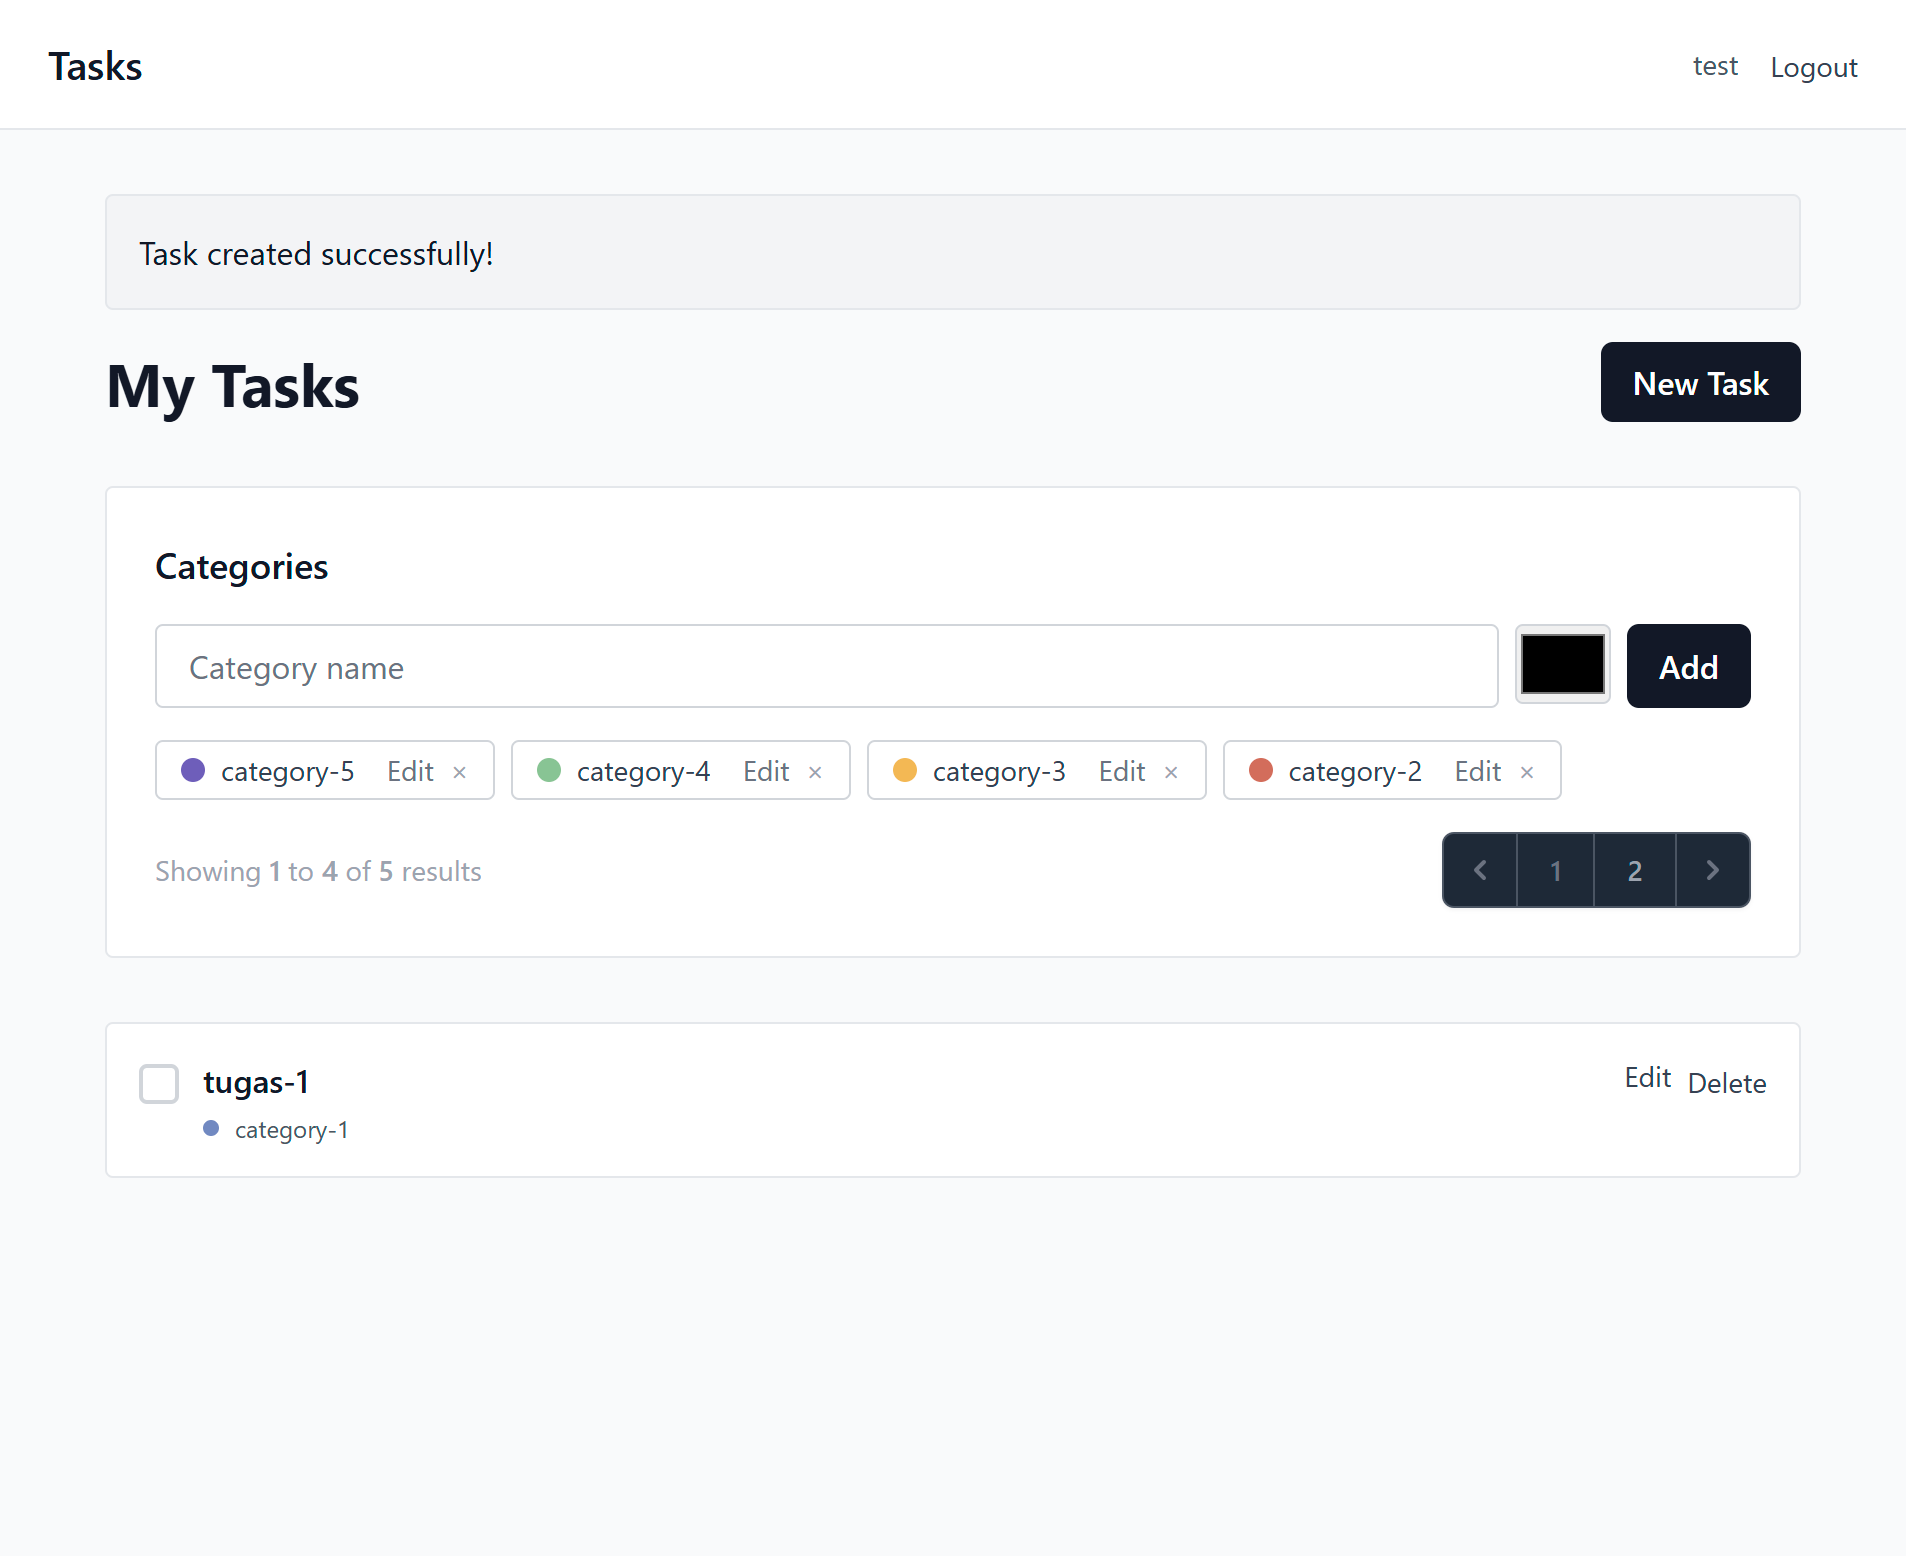 Tasks
test Logout
Task created successfully!
My Tasks
New Task
Categories
Category name
Add
category-5 Edit ×
category-4 Edit ×
category-3 Edit ×
category-2 Edit ×
Showing 1 to 4 of 5 results
1 2
tugas-1
Edit Delete
category-1